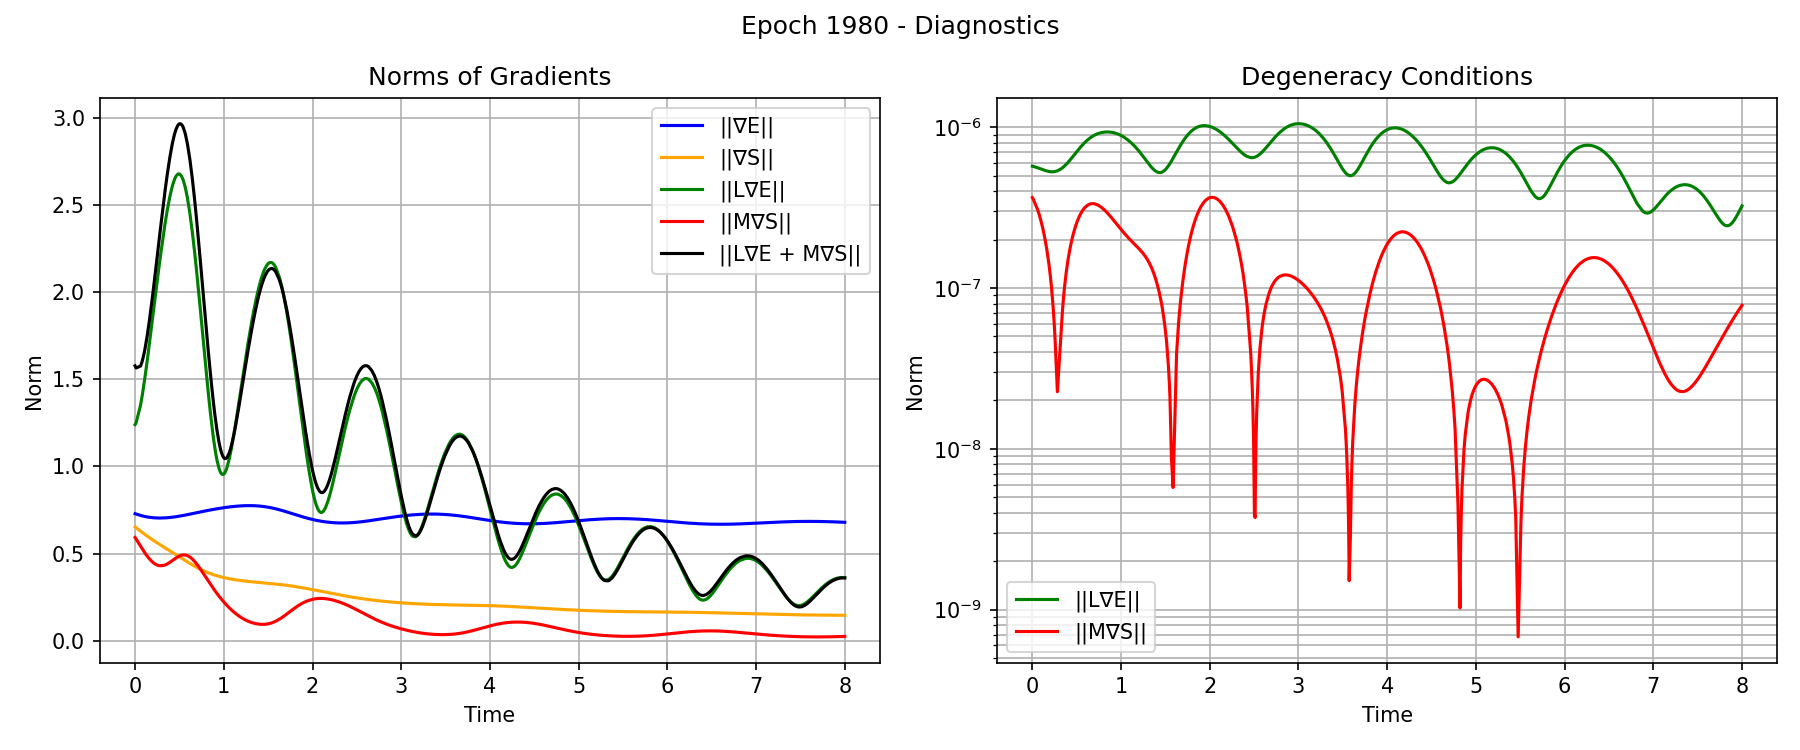 Epoch 1980 - Diagnostics
Norms of Gradients
3.0
2.5
2.0
1.5
1.0
0.5
0.0
Norm
0 1 2 3 4 5 6 7 8
Time
||∇E||
||∇S||
||L∇E||
||M∇S||
||L∇E + M∇S||
Degeneracy Conditions
10⁻⁶
10⁻⁷
10⁻⁸
10⁻⁹
Norm
0 1 2 3 4 5 6 7 8
Time
||L∇E||
||M∇S||